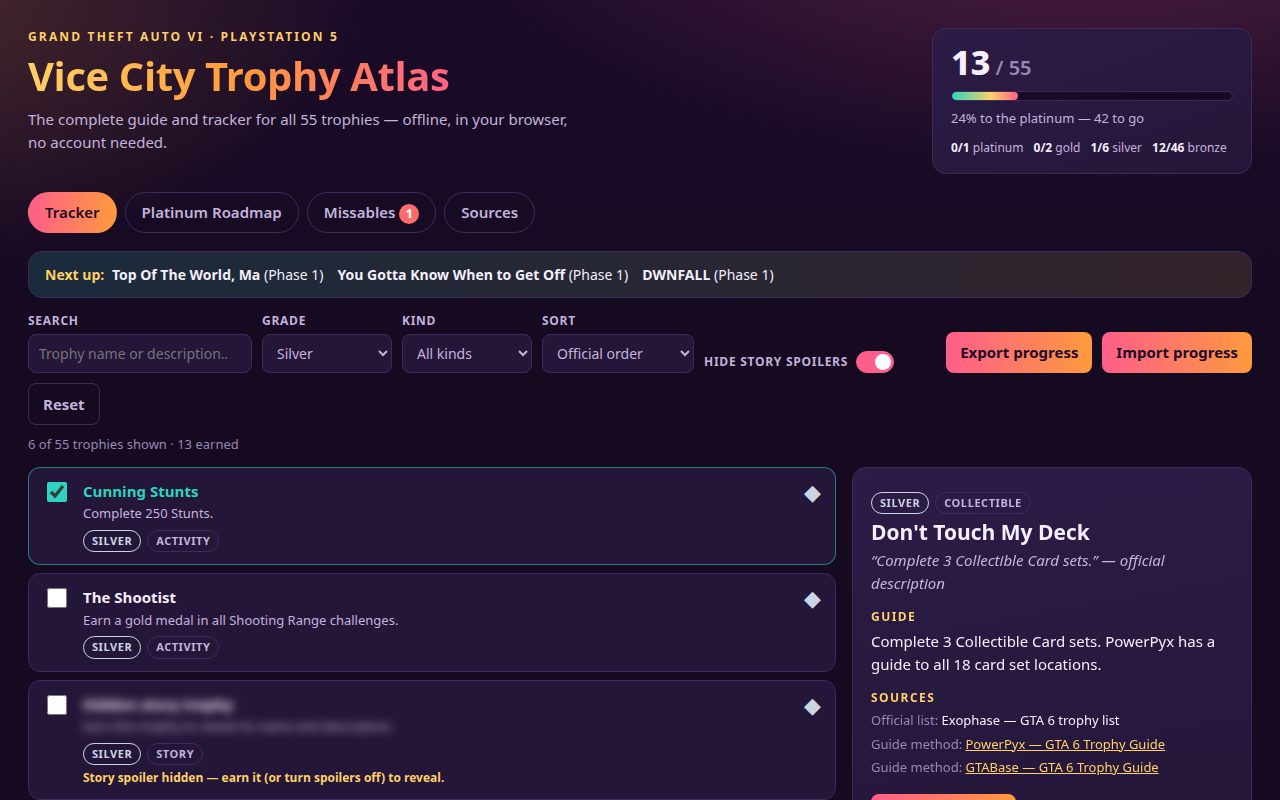 GRAND THEFT AUTO VI · PLAYSTATION 5
Vice City Trophy Atlas
The complete guide and tracker for all 55 trophies — offline, in your browser,
no account needed.
13 / 55
24% to the platinum — 42 to go
0/1 platinum 0/2 gold 1/6 silver 12/46 bronze
Tracker
Platinum Roadmap
Missables 1
Sources
Next up: Top Of The World, Ma (Phase 1) You Gotta Know When to Get Off (Phase 1) DWNFALL (Phase 1)
SEARCH
GRADE
KIND
SORT
Trophy name or description..
Silver
All kinds
Official order
HIDE STORY SPOILERS
Export progress
Import progress
Reset
6 of 55 trophies shown · 13 earned
Cunning Stunts
Complete 250 Stunts.
SILVER ACTIVITY
The Shootist
Earn a gold medal in all Shooting Range challenges.
SILVER ACTIVITY
Hidden story trophy
SILVER STORY
Story spoiler hidden — earn it (or turn spoilers off) to reveal.
SILVER COLLECTIBLE
Don't Touch My Deck
“Complete 3 Collectible Card sets.” — official
description
GUIDE
Complete 3 Collectible Card sets. PowerPyx has a
guide to all 18 card set locations.
SOURCES
Official list: Exophase — GTA 6 trophy list
Guide method: PowerPyx — GTA 6 Trophy Guide
Guide method: GTABase — GTA 6 Trophy Guide